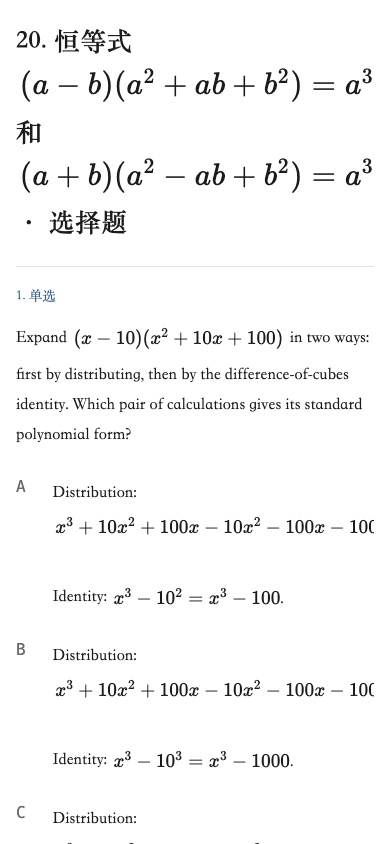 20. 恒等式
(a − b)(a² + ab + b²) = a³
和
(a + b)(a² − ab + b²) = a³
· 选择题
1. 单选
Expand (x − 10)(x² + 10x + 100) in two ways:
first by distributing, then by the difference-of-cubes
identity. Which pair of calculations gives its standard
polynomial form?
A Distribution:
x³ + 10x² + 100x − 10x² − 100x − 100
Identity: x³ − 10² = x³ − 100.
B Distribution:
x³ + 10x² + 100x − 10x² − 100x − 100
Identity: x³ − 10³ = x³ − 1000.
C Distribution: